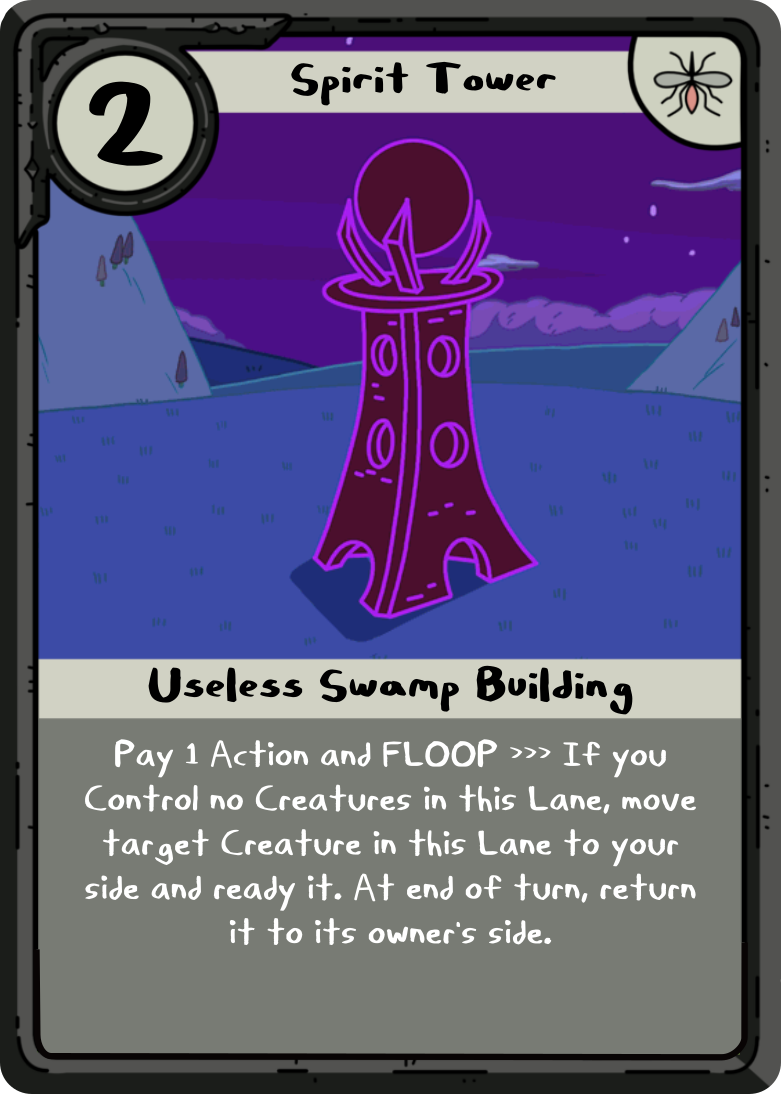 2
Spirit Tower
Useless Swamp Building
Pay 1 Action and FLOOP >>> If you
Control no Creatures in this Lane, move
target Creature in this Lane to your
side and ready it. At end of turn, return
it to its owner's side.